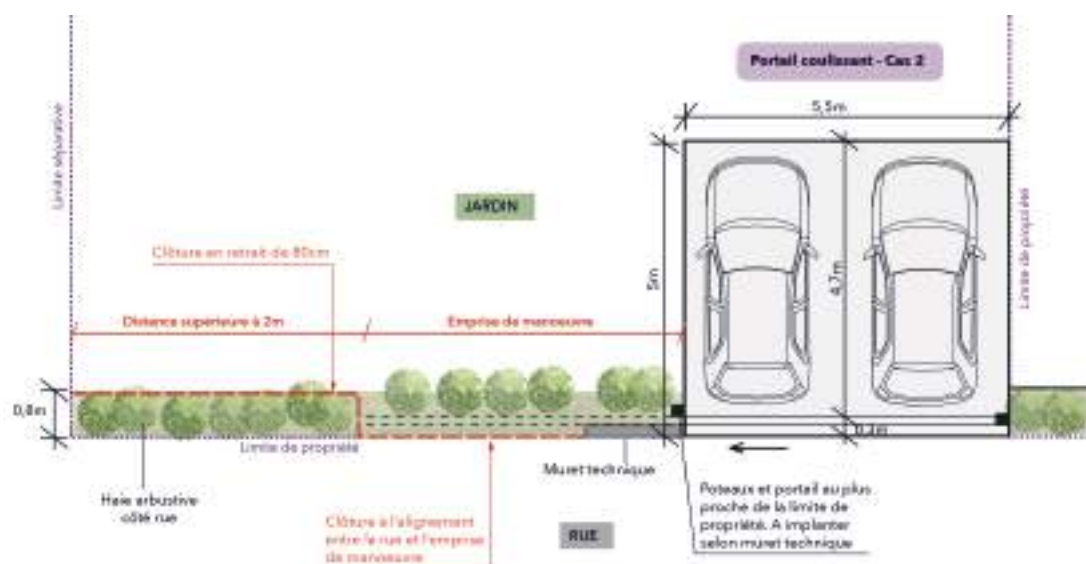 Portail coulissant - Cas 2
5,5m
Limite séparative
JARDIN
Clôture en retrait de 80cm
5m
4,7m
Limite de propriétés
Distance supérieure à 2m
Emprise de manoeuvre
0,8m
0,3m
Limite de propriété
Muret technique
Haie arbustive
côté rue
Clôture à l'alignement
entre la rue et l'emprise
de manoeuvre
RUE
Poteaux et portail au plus
proche de la limite de
propriété. A implanter
selon muret technique